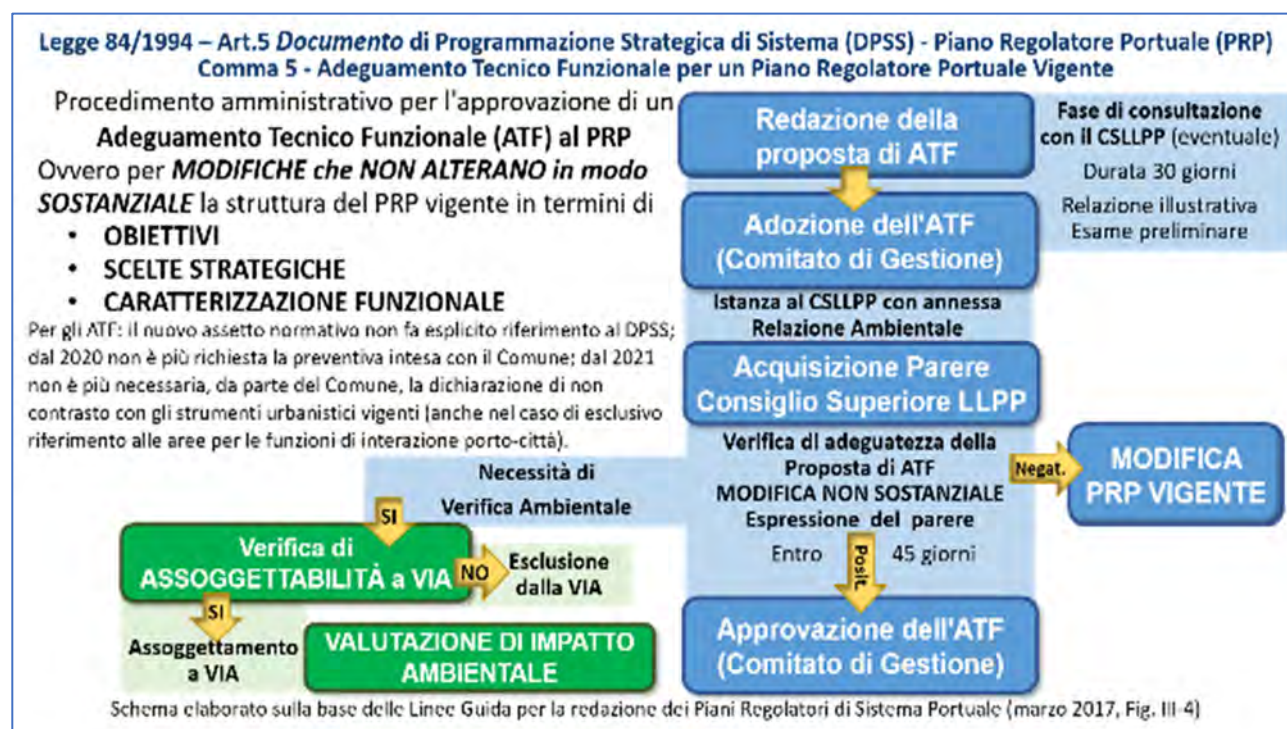 Legge 84/1994 – Art.5 Documento di Programmazione Strategica di Sistema (DPSS) - Piano Regolatore Portuale (PRP)
Comma 5 - Adeguamento Tecnico Funzionale per un Piano Regolatore Portuale Vigente
Procedimento amministrativo per l'approvazione di un
Adeguamento Tecnico Funzionale (ATF) al PRP
Ovvero per MODIFICHE che NON ALTERANO in modo
SOSTANZIALE la struttura del PRP vigente in termini di
• OBIETTIVI
• SCELTE STRATEGICHE
• CARATTERIZZAZIONE FUNZIONALE
Per gli ATF: il nuovo assetto normativo non fa esplicito riferimento al DPSS;
dal 2020 non è più richiesta la preventiva intesa con il Comune; dal 2021
non è più necessaria, da parte del Comune, la dichiarazione di non
contrasto con gli strumenti urbanistici vigenti (anche nel caso di esclusivo
riferimento alle aree per le funzioni di interazione porto-città).
Redazione della
proposta di ATF
Fase di consultazione
con il CSLLPP (eventuale)
Durata 30 giorni
Relazione illustrativa
Esame preliminare
Adozione dell'ATF
(Comitato di Gestione)
Istanza al CSLLPP con annessa
Relazione Ambientale
Acquisizione Parere
Consiglio Superiore LLPP
Verifica di adeguatezza della
Proposta di ATF
MODIFICA NON SOSTANZIALE
Espressione del parere
Entro 45 giorni
Posit.
Negat.
MODIFICA
PRP VIGENTE
Necessità di
Verifica Ambientale
SI
Verifica di
ASSOGGETTABILITÀ a VIA
NO
Esclusione
dalla VIA
SI
Assoggettamento
a VIA
VALUTAZIONE DI IMPATTO
AMBIENTALE
Approvazione dell'ATF
(Comitato di Gestione)
Schema elaborato sulla base delle Linee Guida per la redazione dei Piani Regolatori di Sistema Portuale (marzo 2017, Fig. III-4)